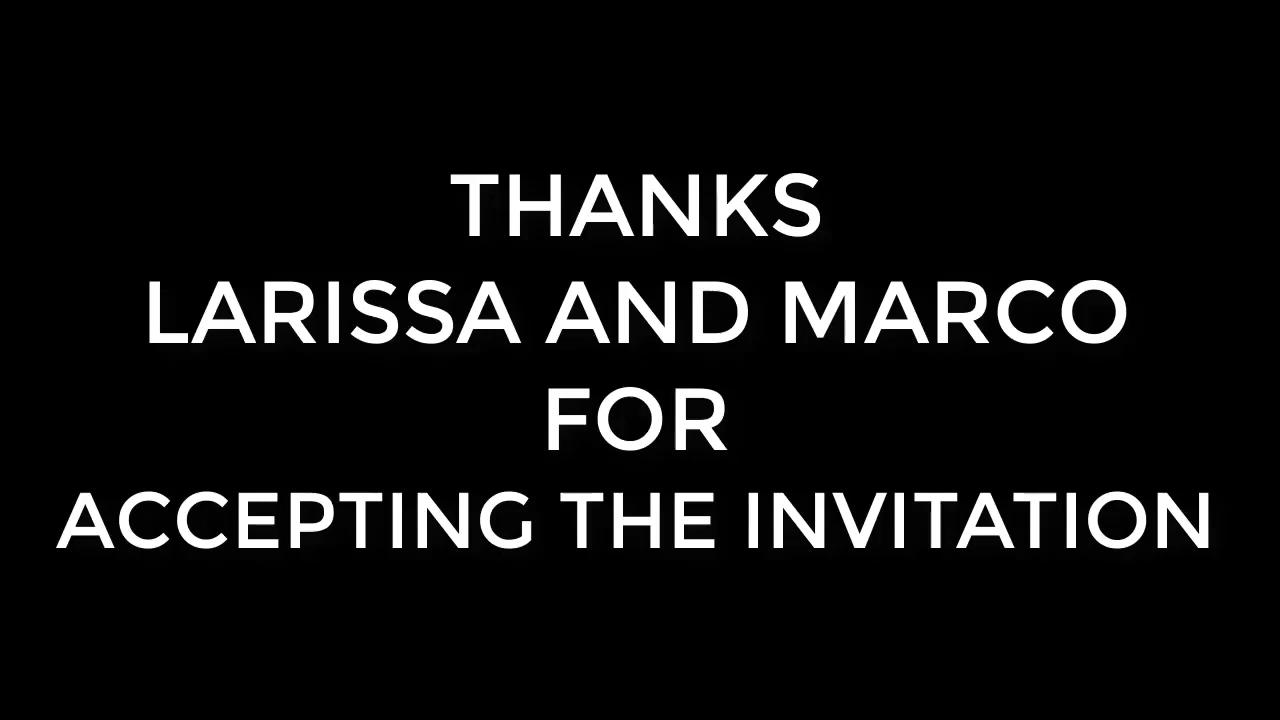 THANKS
LARISSA AND MARCO
FOR
ACCEPTING THE INVITATION